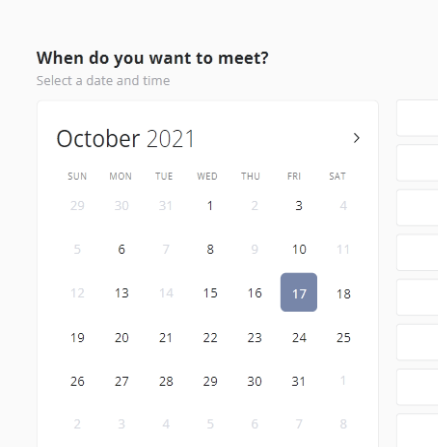 When do you want to meet?
Select a date and time
October 2021 >
SUN MON TUE WED THU FRI SAT
29 30 31 1 2 3 4
5 6 7 8 9 10 11
12 13 14 15 16 17 18
19 20 21 22 23 24 25
26 27 28 29 30 31 1
2 3 4 5 6 7 8